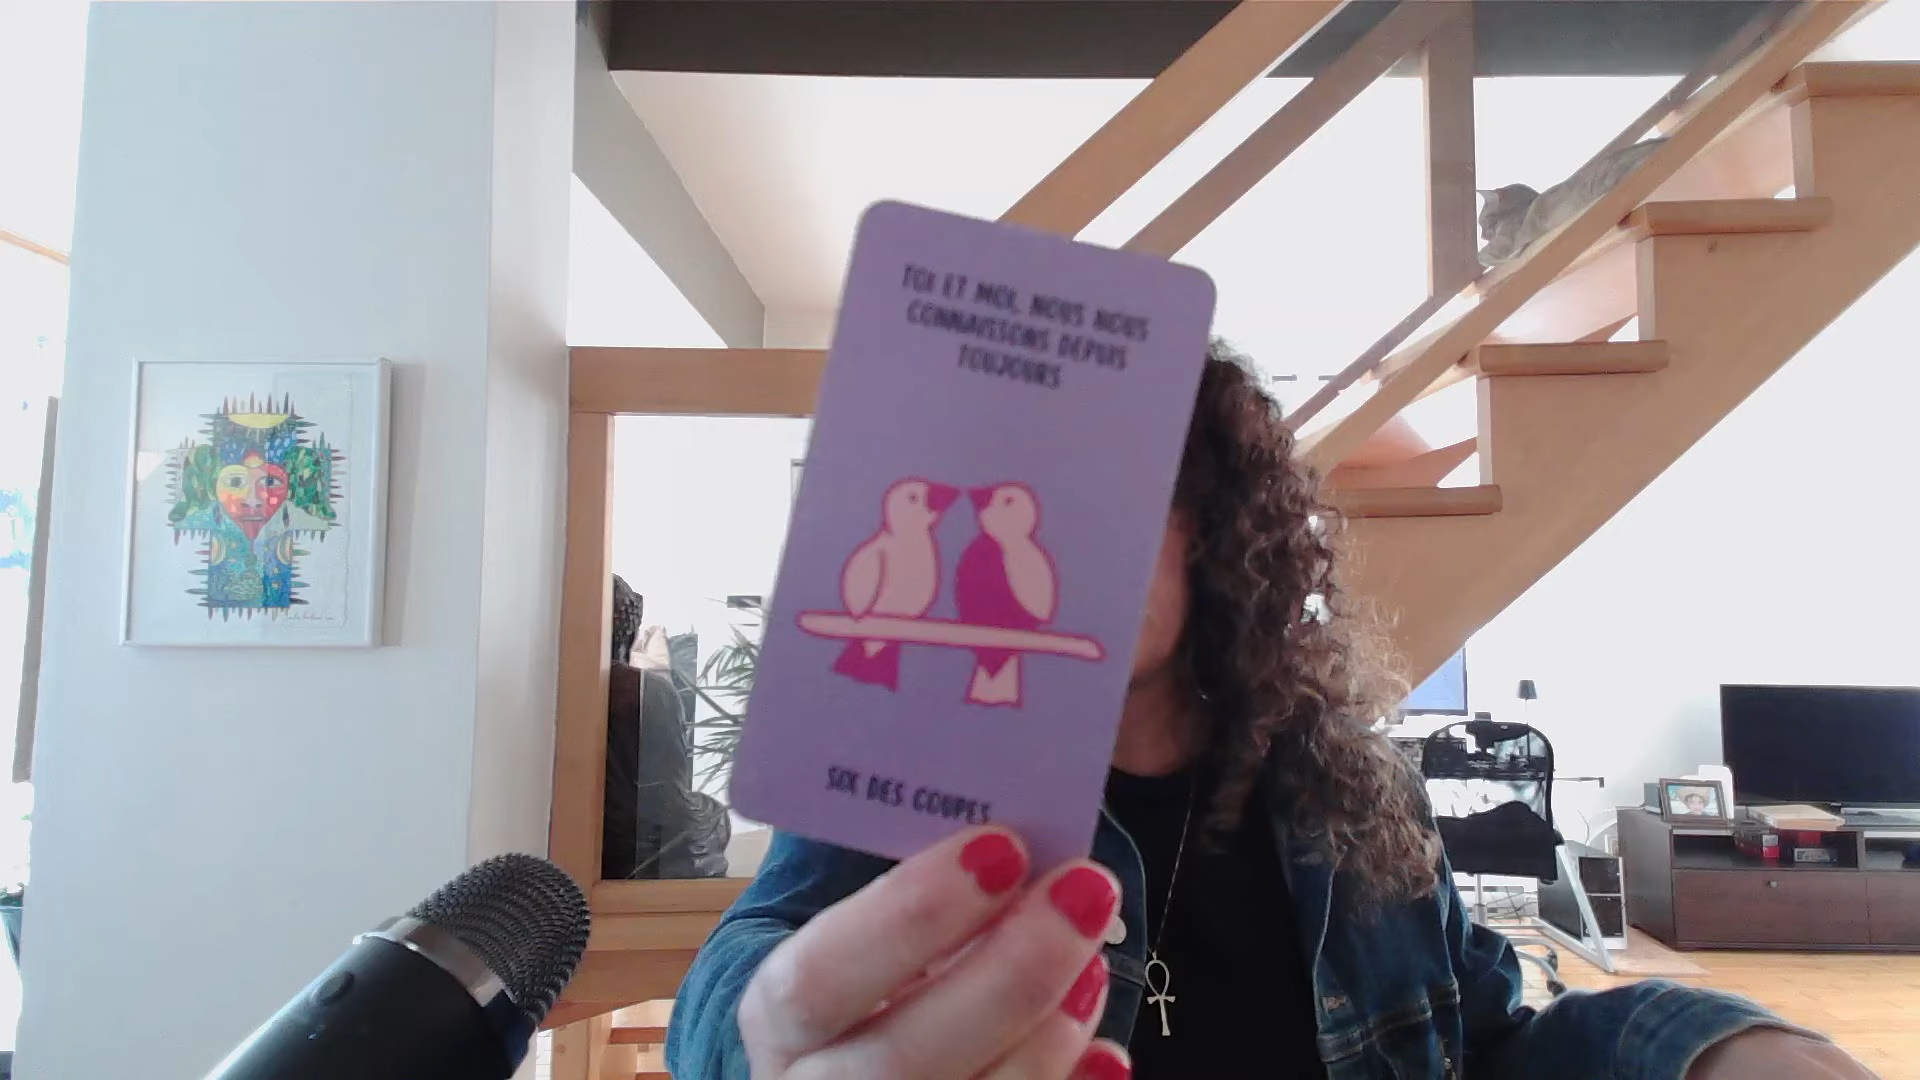 TOI ET MOI, NOUS NOUS
CONNAISSONS DEPUIS
TOUJOURS
SIX DES COUPES